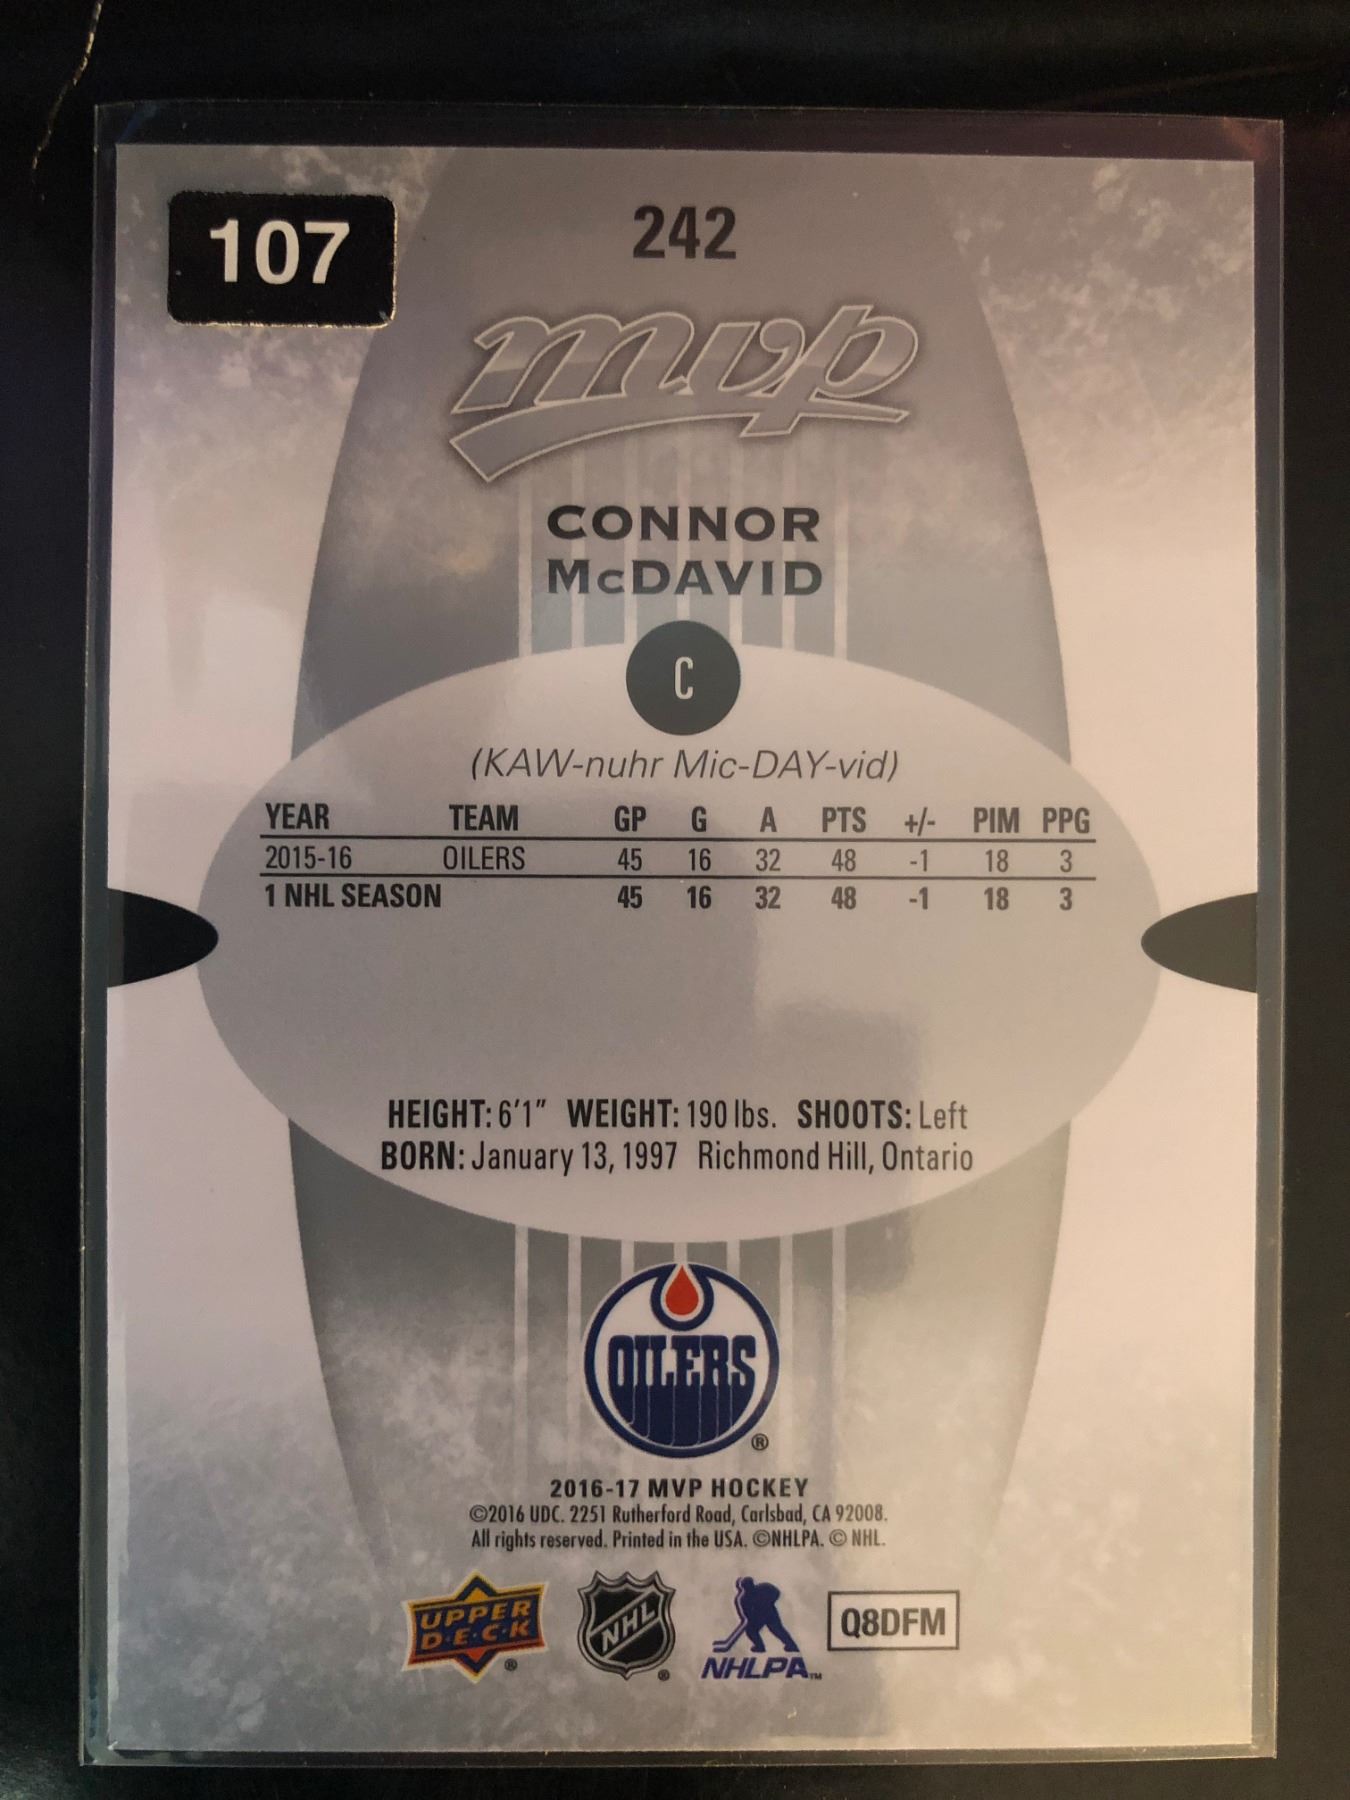 107
242
mvp
CONNOR
McDAVID
C
(KAW-nuhr Mic-DAY-vid)
YEAR TEAM GP G A PTS +/- PIM PPG
2015-16 OILERS 45 16 32 48 -1 18 3
1 NHL SEASON 45 16 32 48 -1 18 3
HEIGHT: 6'1" WEIGHT: 190 lbs. SHOOTS: Left
BORN: January 13, 1997 Richmond Hill, Ontario
OILERS
®
2016-17 MVP HOCKEY
©2016 UDC. 2251 Rutherford Road, Carlsbad, CA 92008.
All rights reserved. Printed in the USA. ©NHLPA. © NHL.
UPPER
D·E·C·K ®
NHL ®
NHLPA™
Q8DFM